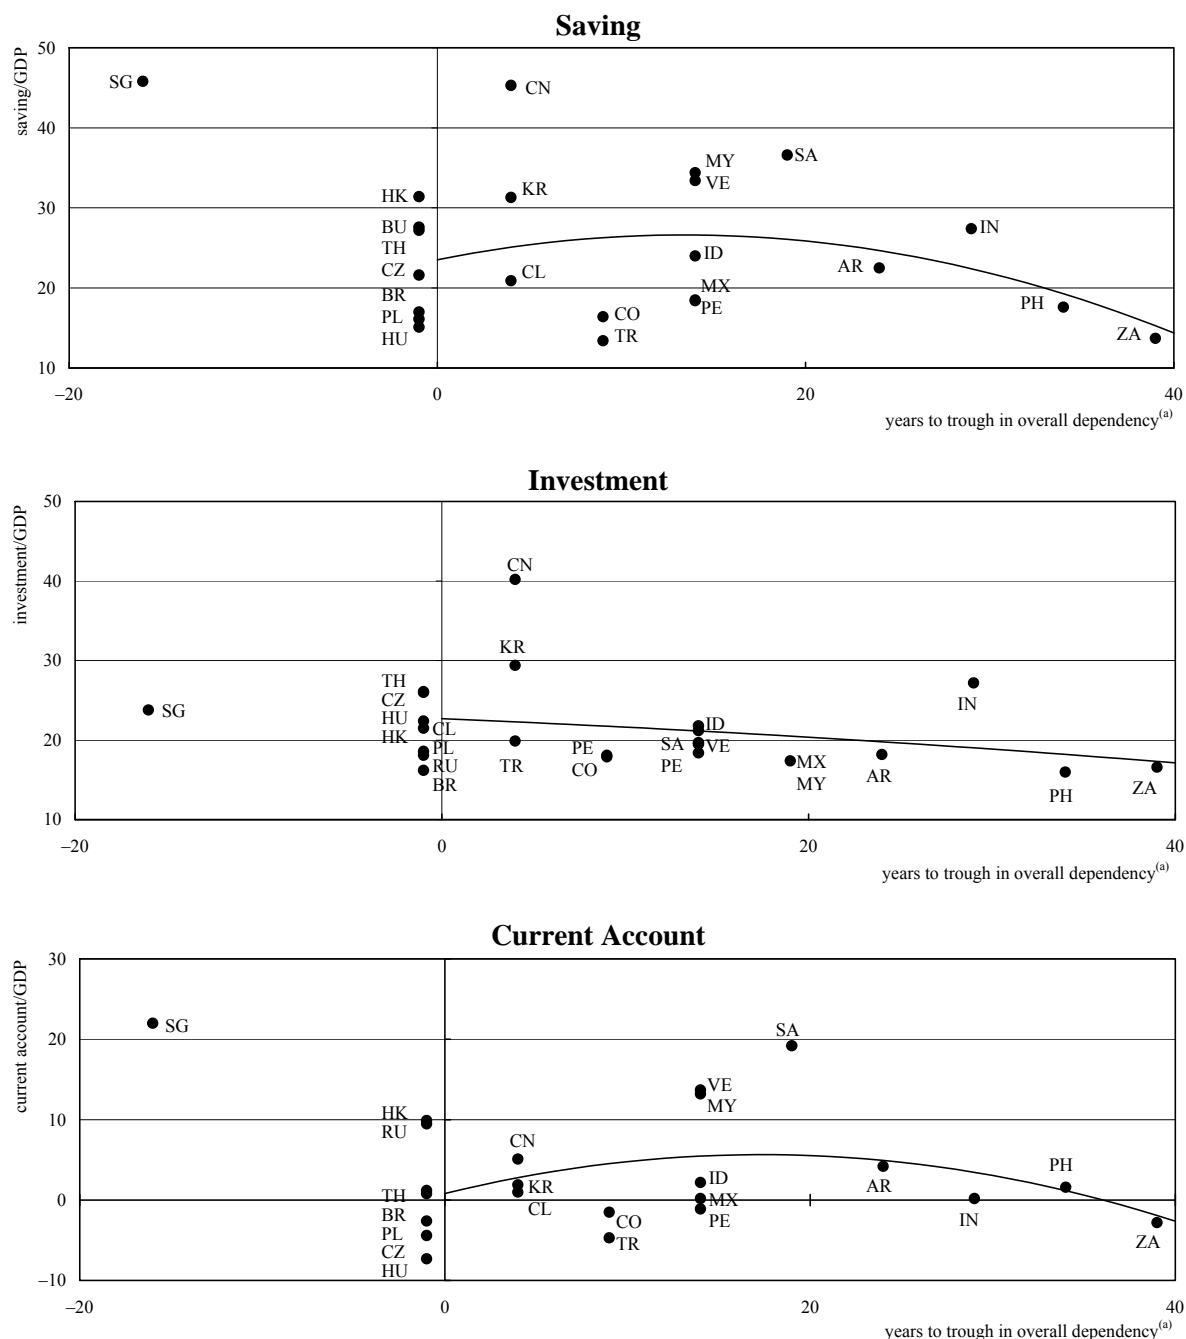 Saving
saving/GDP
50
40
30
20
10
SG
CN
HK
KR
MY
VE
SA
BU
TH
CZ
BR
PL
HU
CL
CO
TR
ID
MX
PE
AR
IN
PH
ZA
–20
0
20
40
years to trough in overall dependency(a)
Investment
investment/GDP
50
40
30
20
10
CN
KR
SG
TH
CZ
HU
HK
CL
PL
RU
BR
TR
PE
CO
ID
SA
VE
PE
MX
MY
AR
IN
PH
ZA
–20
0
20
40
years to trough in overall dependency(a)
Current Account
current account/GDP
30
20
10
0
–10
SG
SA
VE
MY
HK
RU
CN
KR
CL
TH
BR
PL
CZ
HU
CO
TR
ID
MX
PE
AR
IN
PH
ZA
–20
0
20
40
years to trough in overall dependency(a)